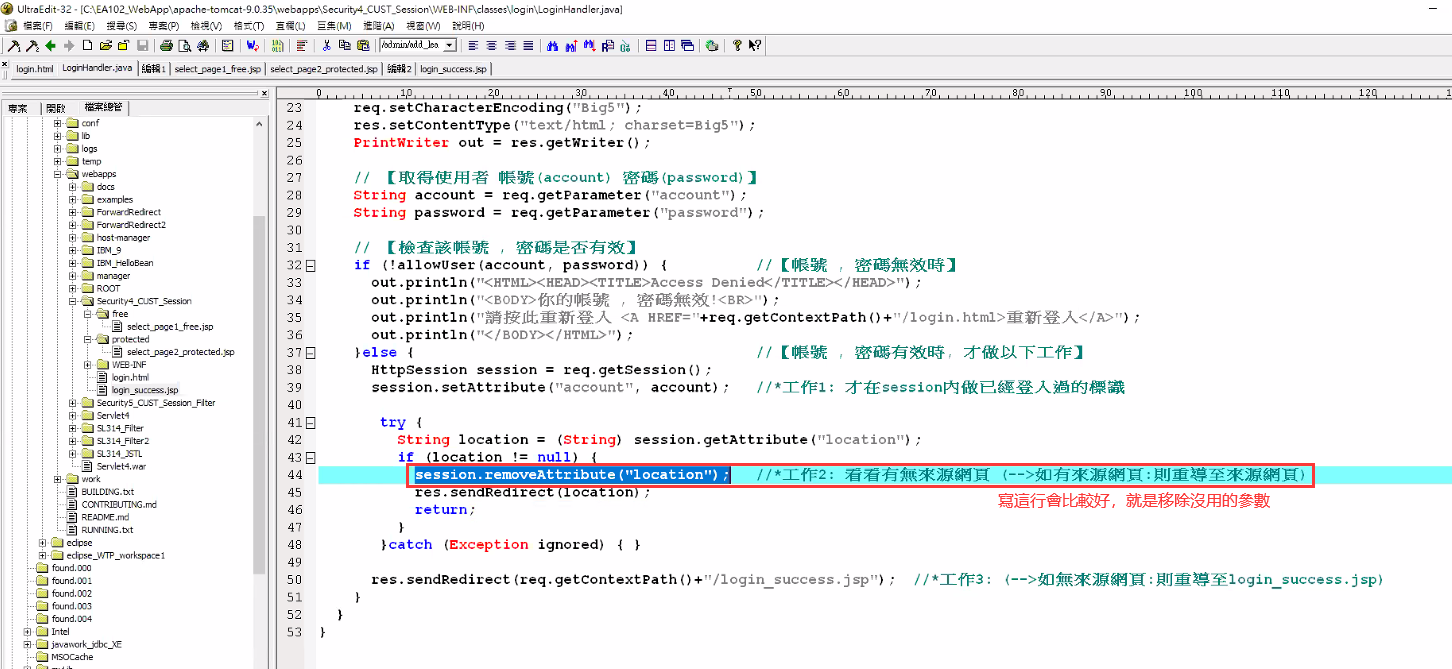 UltraEdit-32 - [C:\EA102_WebApp\apache-tomcat-9.0.35\webapps\Security4_CUST_Session\WEB-INF\classes\login\LoginHandler.java]
檔案(F) 編輯(E) 搜尋(S) 專案(P) 檢視(V) 格式(T) 直欄(L) 巨集(M) 進階(A) 視窗(W) 說明(H)
/admin/add_lea
login.html LoginHandler.java 編輯1 select_page1_free.jsp select_page2_protected.jsp 編輯2 login_success.jsp
專案 開啟 檔案總管
0 10 20 30 40 50 60 70 80 90 100 110 120
conf
lib
logs
temp
webapps
docs
examples
ForwardRedirect
ForwardRedirect2
host-manager
IBM_9
IBM_HelloBean
manager
ROOT
Security4_CUST_Session
free
select_page1_free.jsp
protected
select_page2_protected.jsp
WEB-INF
login.html
login_success.jsp
Security5_CUST_Session_Filter
Servlet4
SL314_Filter
SL314_Filter2
SL314_JSTL
Servlet4.war
work
BUILDING.txt
CONTRIBUTING.md
README.md
RUNNING.txt
eclipse
eclipse_WTP_workspace1
found.000
found.001
found.002
found.003
found.004
Intel
javawork_jdbc_XE
MSOCache
23 req.setCharacterEncoding("Big5");
24 res.setContentType("text/html; charset=Big5");
25 PrintWriter out = res.getWriter();
26
27 // 【取得使用者 帳號(account) 密碼(password)】
28 String account = req.getParameter("account");
29 String password = req.getParameter("password");
30
31 // 【檢查該帳號 , 密碼是否有效】
32 if (!allowUser(account, password)) { //【帳號 , 密碼無效時】
33 out.println("<HTML><HEAD><TITLE>Access Denied</TITLE></HEAD>");
34 out.println("<BODY>你的帳號 , 密碼無效!<BR>");
35 out.println("請按此重新登入 <A HREF="+req.getContextPath()+"/login.html>重新登入</A>");
36 out.println("</BODY></HTML>");
37 }else { //【帳號 , 密碼有效時, 才做以下工作】
38 HttpSession session = req.getSession();
39 session.setAttribute("account", account); //*工作1: 才在session內做已經登入過的標識
40
41 try {
42 String location = (String) session.getAttribute("location");
43 if (location != null) {
44 session.removeAttribute("location"); //*工作2: 看看有無來源網頁 (-->如有來源網頁:則重導至來源網頁)
45 res.sendRedirect(location);
寫這行會比較好, 就是移除沒用的參數
46 return;
47 }
48 }catch (Exception ignored) { }
49
50 res.sendRedirect(req.getContextPath()+"/login_success.jsp"); //*工作3: (-->如無來源網頁:則重導至login_success.jsp)
51 }
52 }
53 }